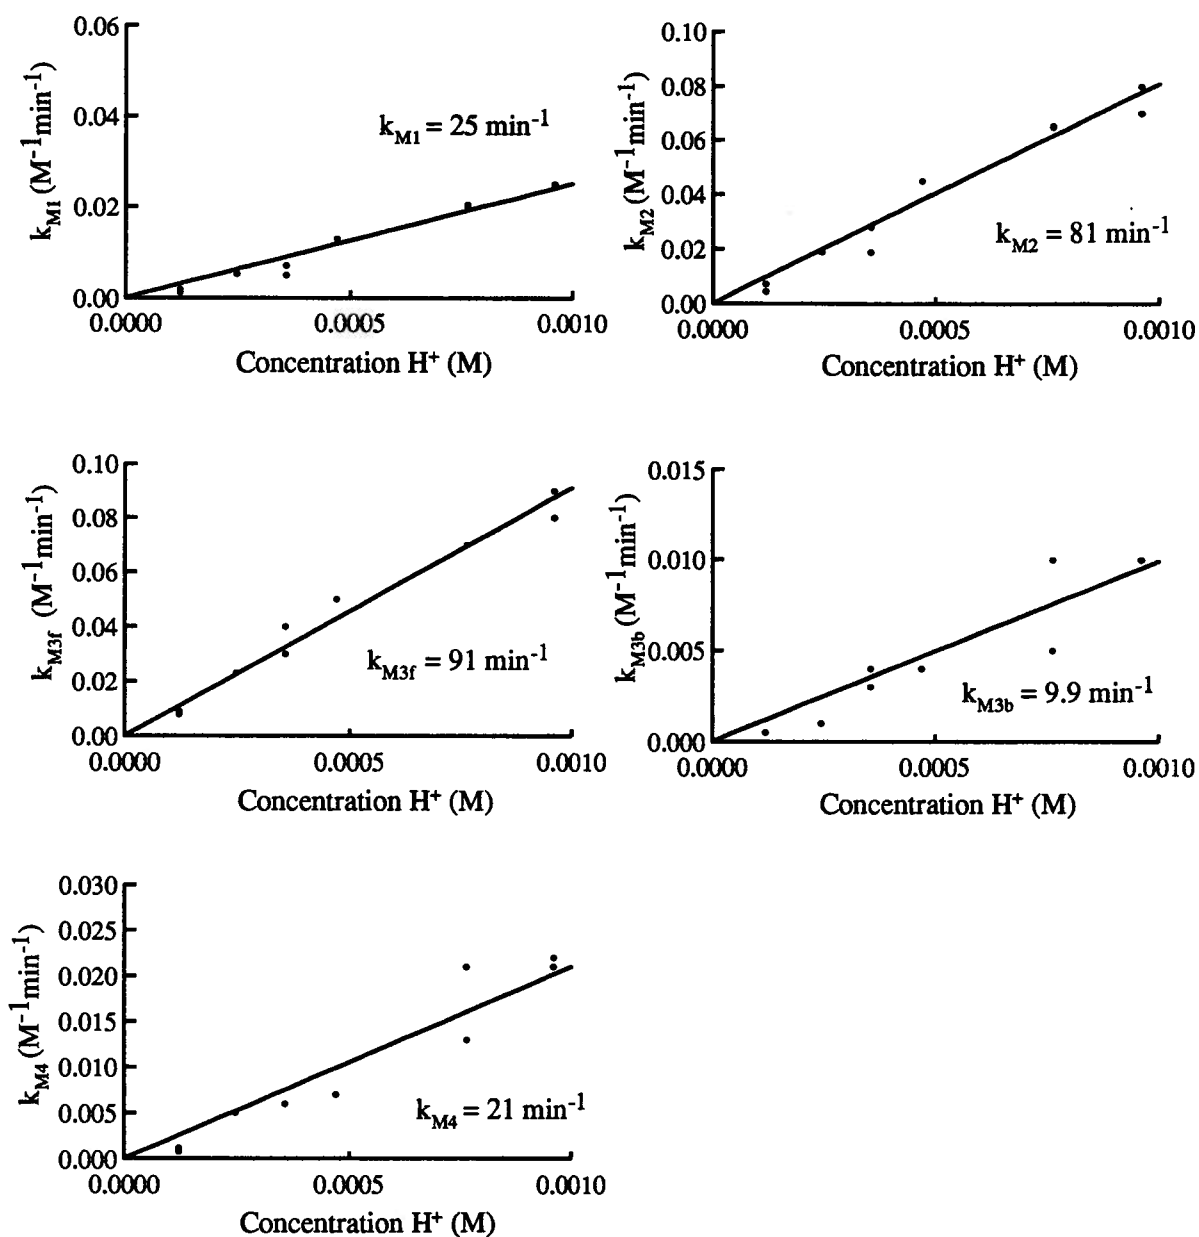 0.06
0.04
0.02
0.00
k_M1 (M⁻¹min⁻¹)
k_M1 = 25 min⁻¹
0.0000 0.0005 0.0010
Concentration H⁺ (M)
0.10
0.08
0.06
0.04
0.02
0.00
k_M2 (M⁻¹min⁻¹)
k_M2 = 81 min⁻¹
0.0000 0.0005 0.0010
Concentration H⁺ (M)
0.10
0.08
0.06
0.04
0.02
0.00
k_M3f (M⁻¹min⁻¹)
k_M3f = 91 min⁻¹
0.0000 0.0005 0.0010
Concentration H⁺ (M)
0.015
0.010
0.005
0.000
k_M3b (M⁻¹min⁻¹)
k_M3b = 9.9 min⁻¹
0.0000 0.0005 0.0010
Concentration H⁺ (M)
0.030
0.025
0.020
0.015
0.010
0.005
0.000
k_M4 (M⁻¹min⁻¹)
k_M4 = 21 min⁻¹
0.0000 0.0005 0.0010
Concentration H⁺ (M)